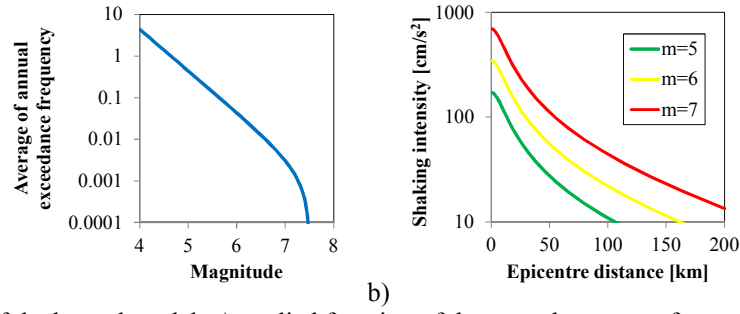 Average of annual
exceedance frequency
10
1
0.1
0.01
0.001
0.0001
4
5
6
7
8
Magnitude
Shaking intensity [cm/s²]
1000
100
10
0
50
100
150
200
Epicentre distance [km]
m=5
m=6
m=7
b)